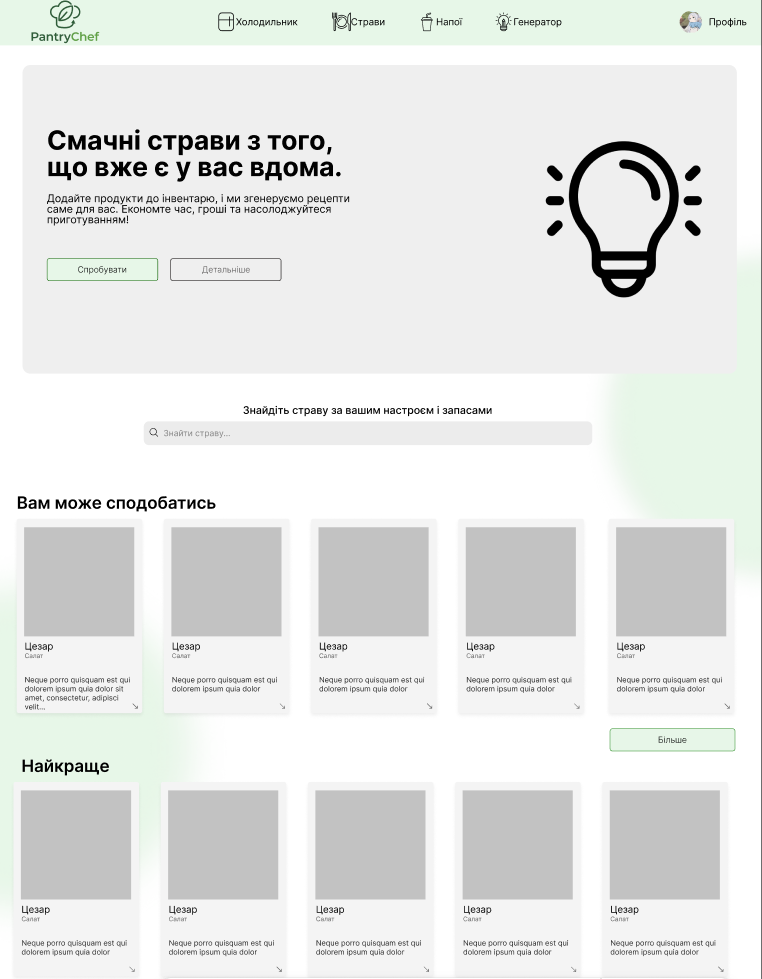 PantryChef
Холодильник
Страви
Напої
Генератор
Профіль
Смачні страви з того,
що вже є у вас вдома.
Додайте продукти до інвентарю, і ми згенеруємо рецепти
саме для вас. Економте час, гроші та насолоджуйтеся
приготуванням!
Спробувати
Детальніше
Знайдіть страву за вашим настроєм і запасами
Знайти страву...
Вам може сподобатись
Цезар
Салат
Neque porro quisquam est qui
dolorem ipsum quia dolor sit
amet, consectetur, adipisci
velit...
Цезар
Салат
Neque porro quisquam est qui
dolorem ipsum quia dolor
Цезар
Салат
Neque porro quisquam est qui
dolorem ipsum quia dolor
Цезар
Салат
Neque porro quisquam est qui
dolorem ipsum quia dolor
Цезар
Салат
Neque porro quisquam est qui
dolorem ipsum quia dolor
Більше
Найкраще
Цезар
Салат
Neque porro quisquam est qui
dolorem ipsum quia dolor
Цезар
Салат
Neque porro quisquam est qui
dolorem ipsum quia dolor
Цезар
Салат
Neque porro quisquam est qui
dolorem ipsum quia dolor
Цезар
Салат
Neque porro quisquam est qui
dolorem ipsum quia dolor
Цезар
Салат
Neque porro quisquam est qui
dolorem ipsum quia dolor